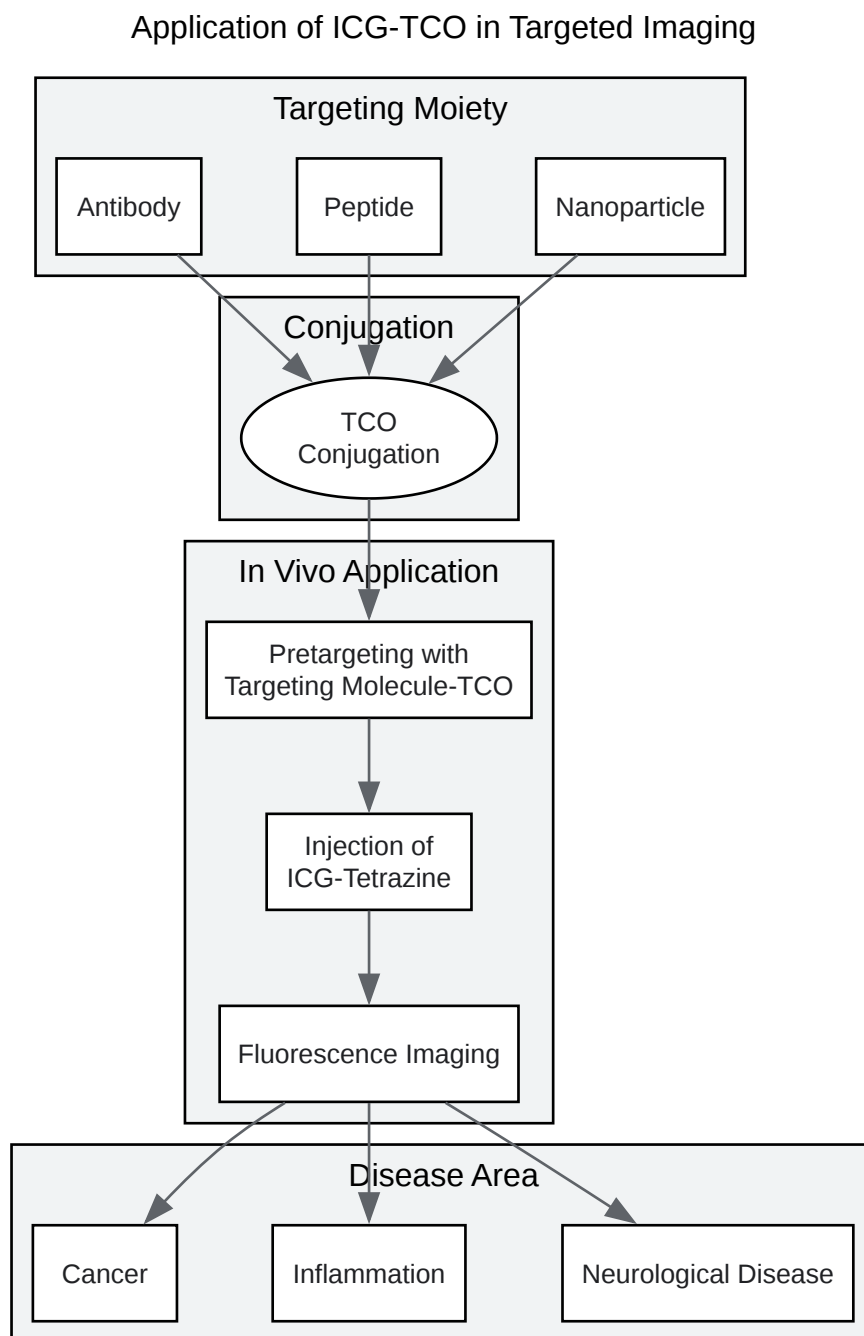 Application of ICG-TCO in Targeted Imaging
Targeting Moiety
Antibody
Peptide
Nanoparticle
Conjugation
TCO
Conjugation
In Vivo Application
Pretargeting with
Targeting Molecule-TCO
Injection of
ICG-Tetrazine
Fluorescence Imaging
Disease Area
Cancer
Inflammation
Neurological Disease